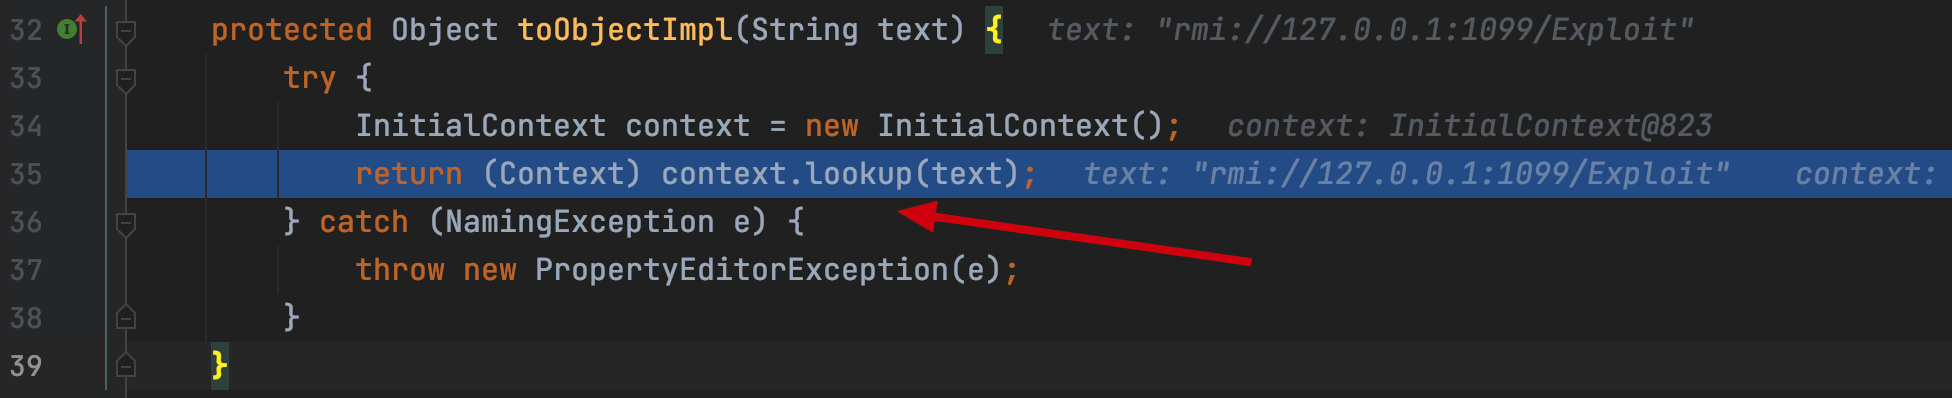 32 protected Object toObjectImpl(String text) { text: "rmi://127.0.0.1:1099/Exploit"
33 try {
34 InitialContext context = new InitialContext(); context: InitialContext@823
35 return (Context) context.lookup(text); text: "rmi://127.0.0.1:1099/Exploit" context:
36 } catch (NamingException e) {
37 throw new PropertyEditorException(e);
38 }
39 }